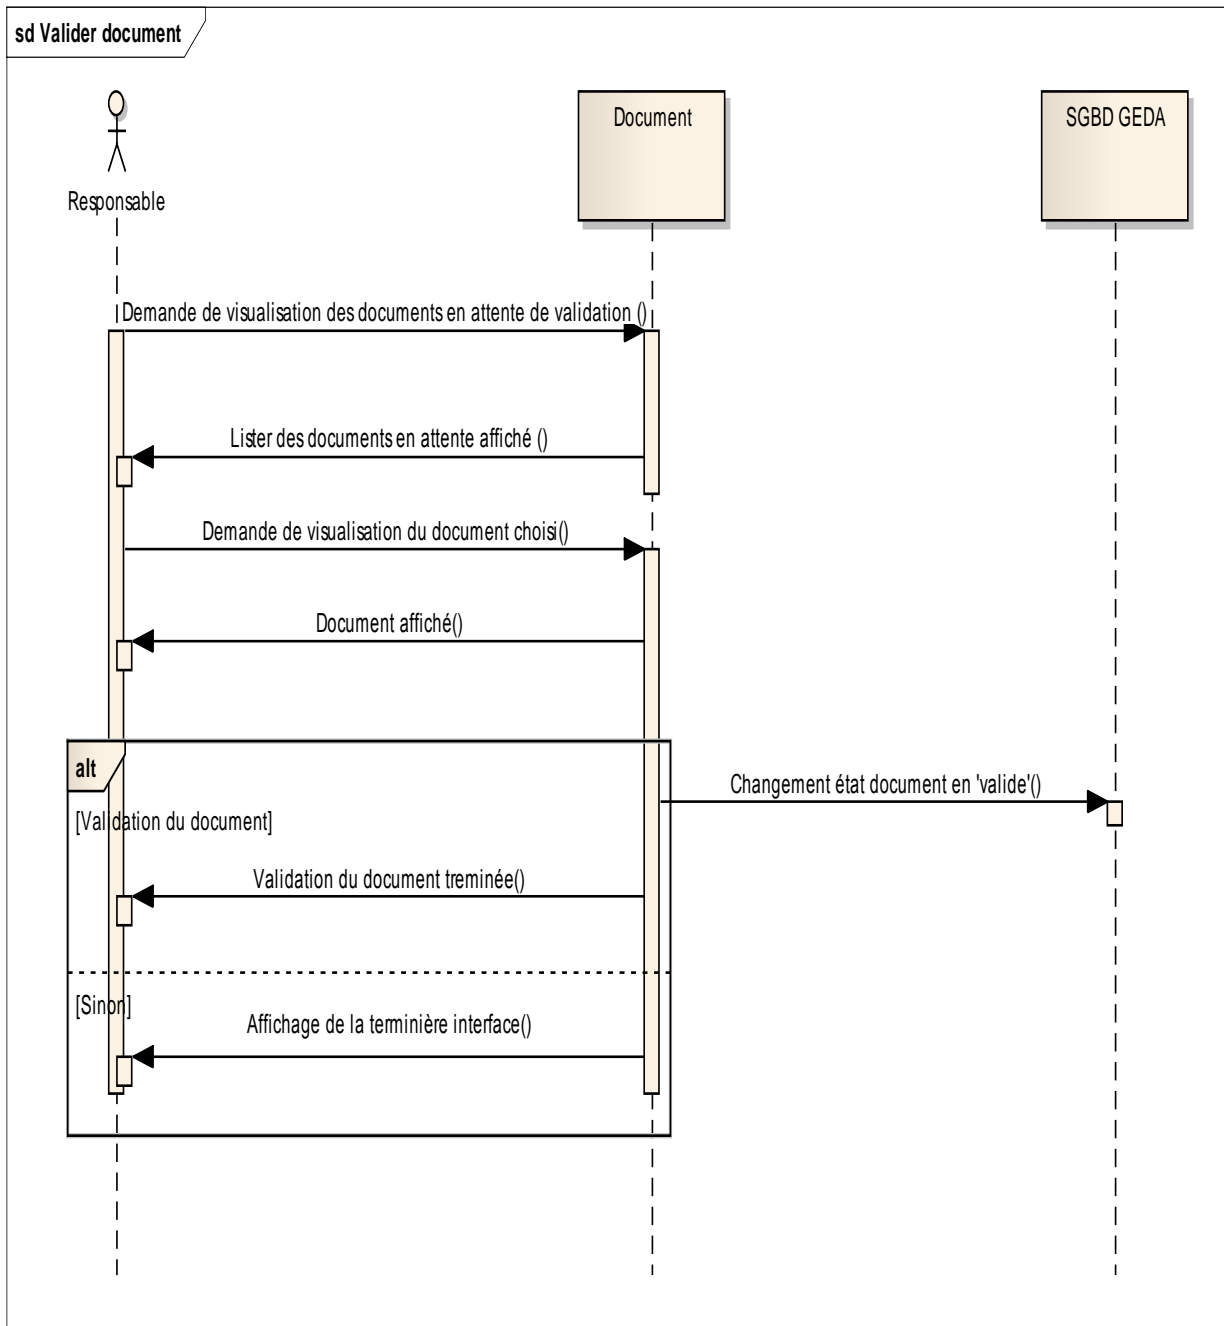 sd Valider document
Responsable
Document
SGBD GEDA
Demande de visualisation des documents en attente de validation ()
Lister des documents en attente affiché ()
Demande de visualisation du document choisi()
Document affiché()
alt
Changement état document en 'valide'()
[Validation du document]
Validation du document treminée()
[Sinon]
Affichage de la terminière interface()